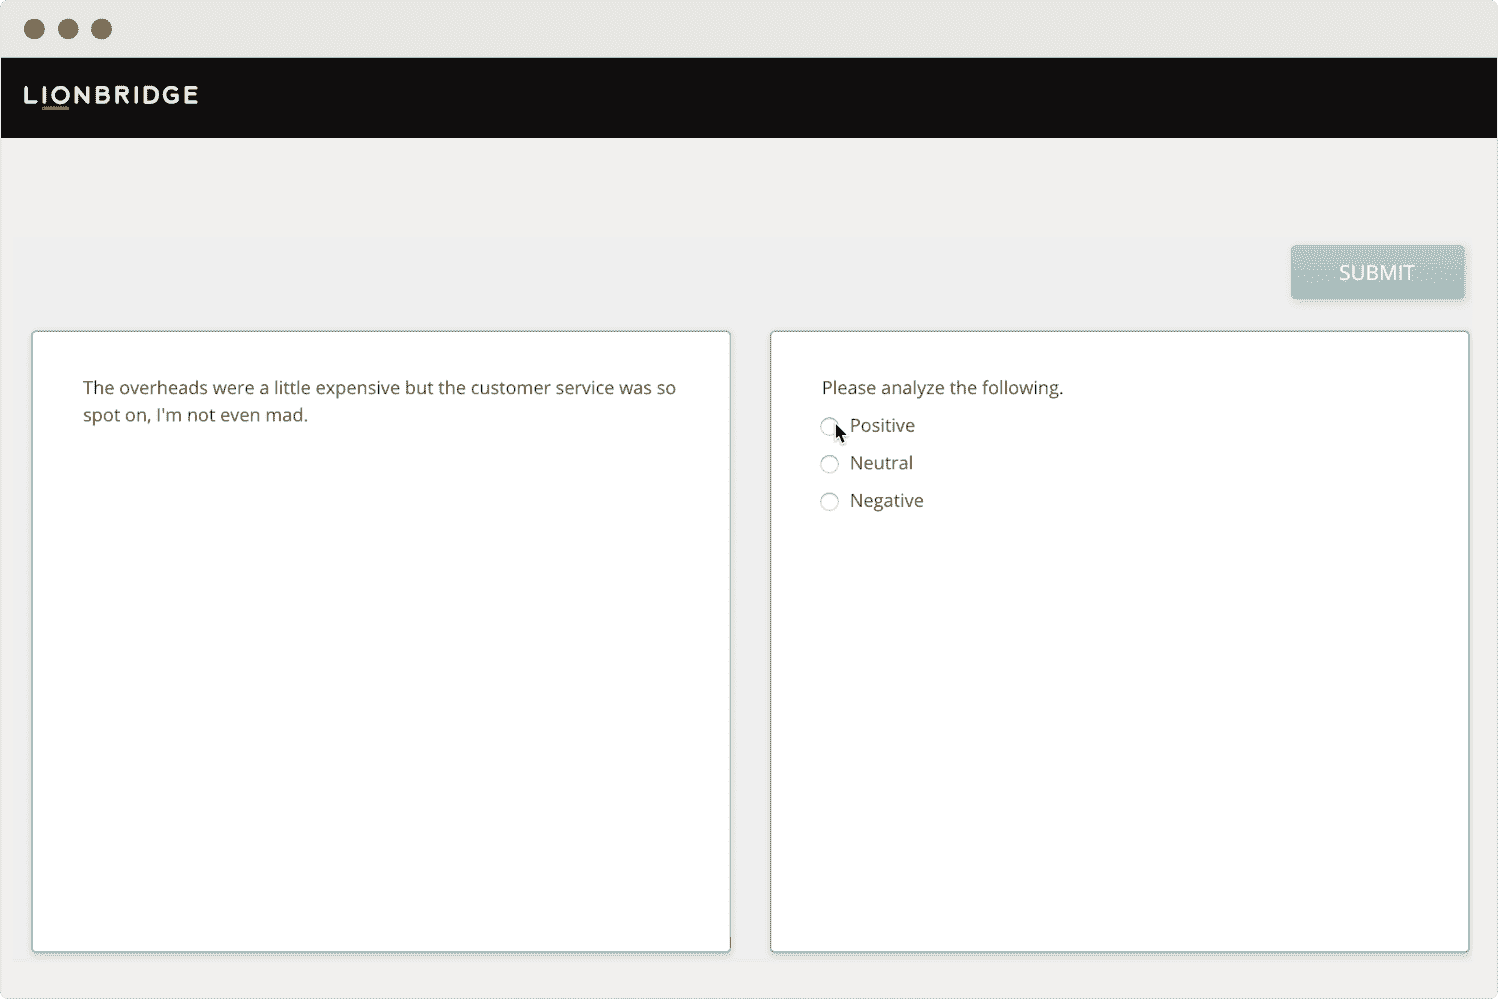 LIONBRIDGE
SUBMIT
The overheads were a little expensive but the customer service was so
spot on, I'm not even mad.
Please analyze the following.
Positive
Neutral
Negative